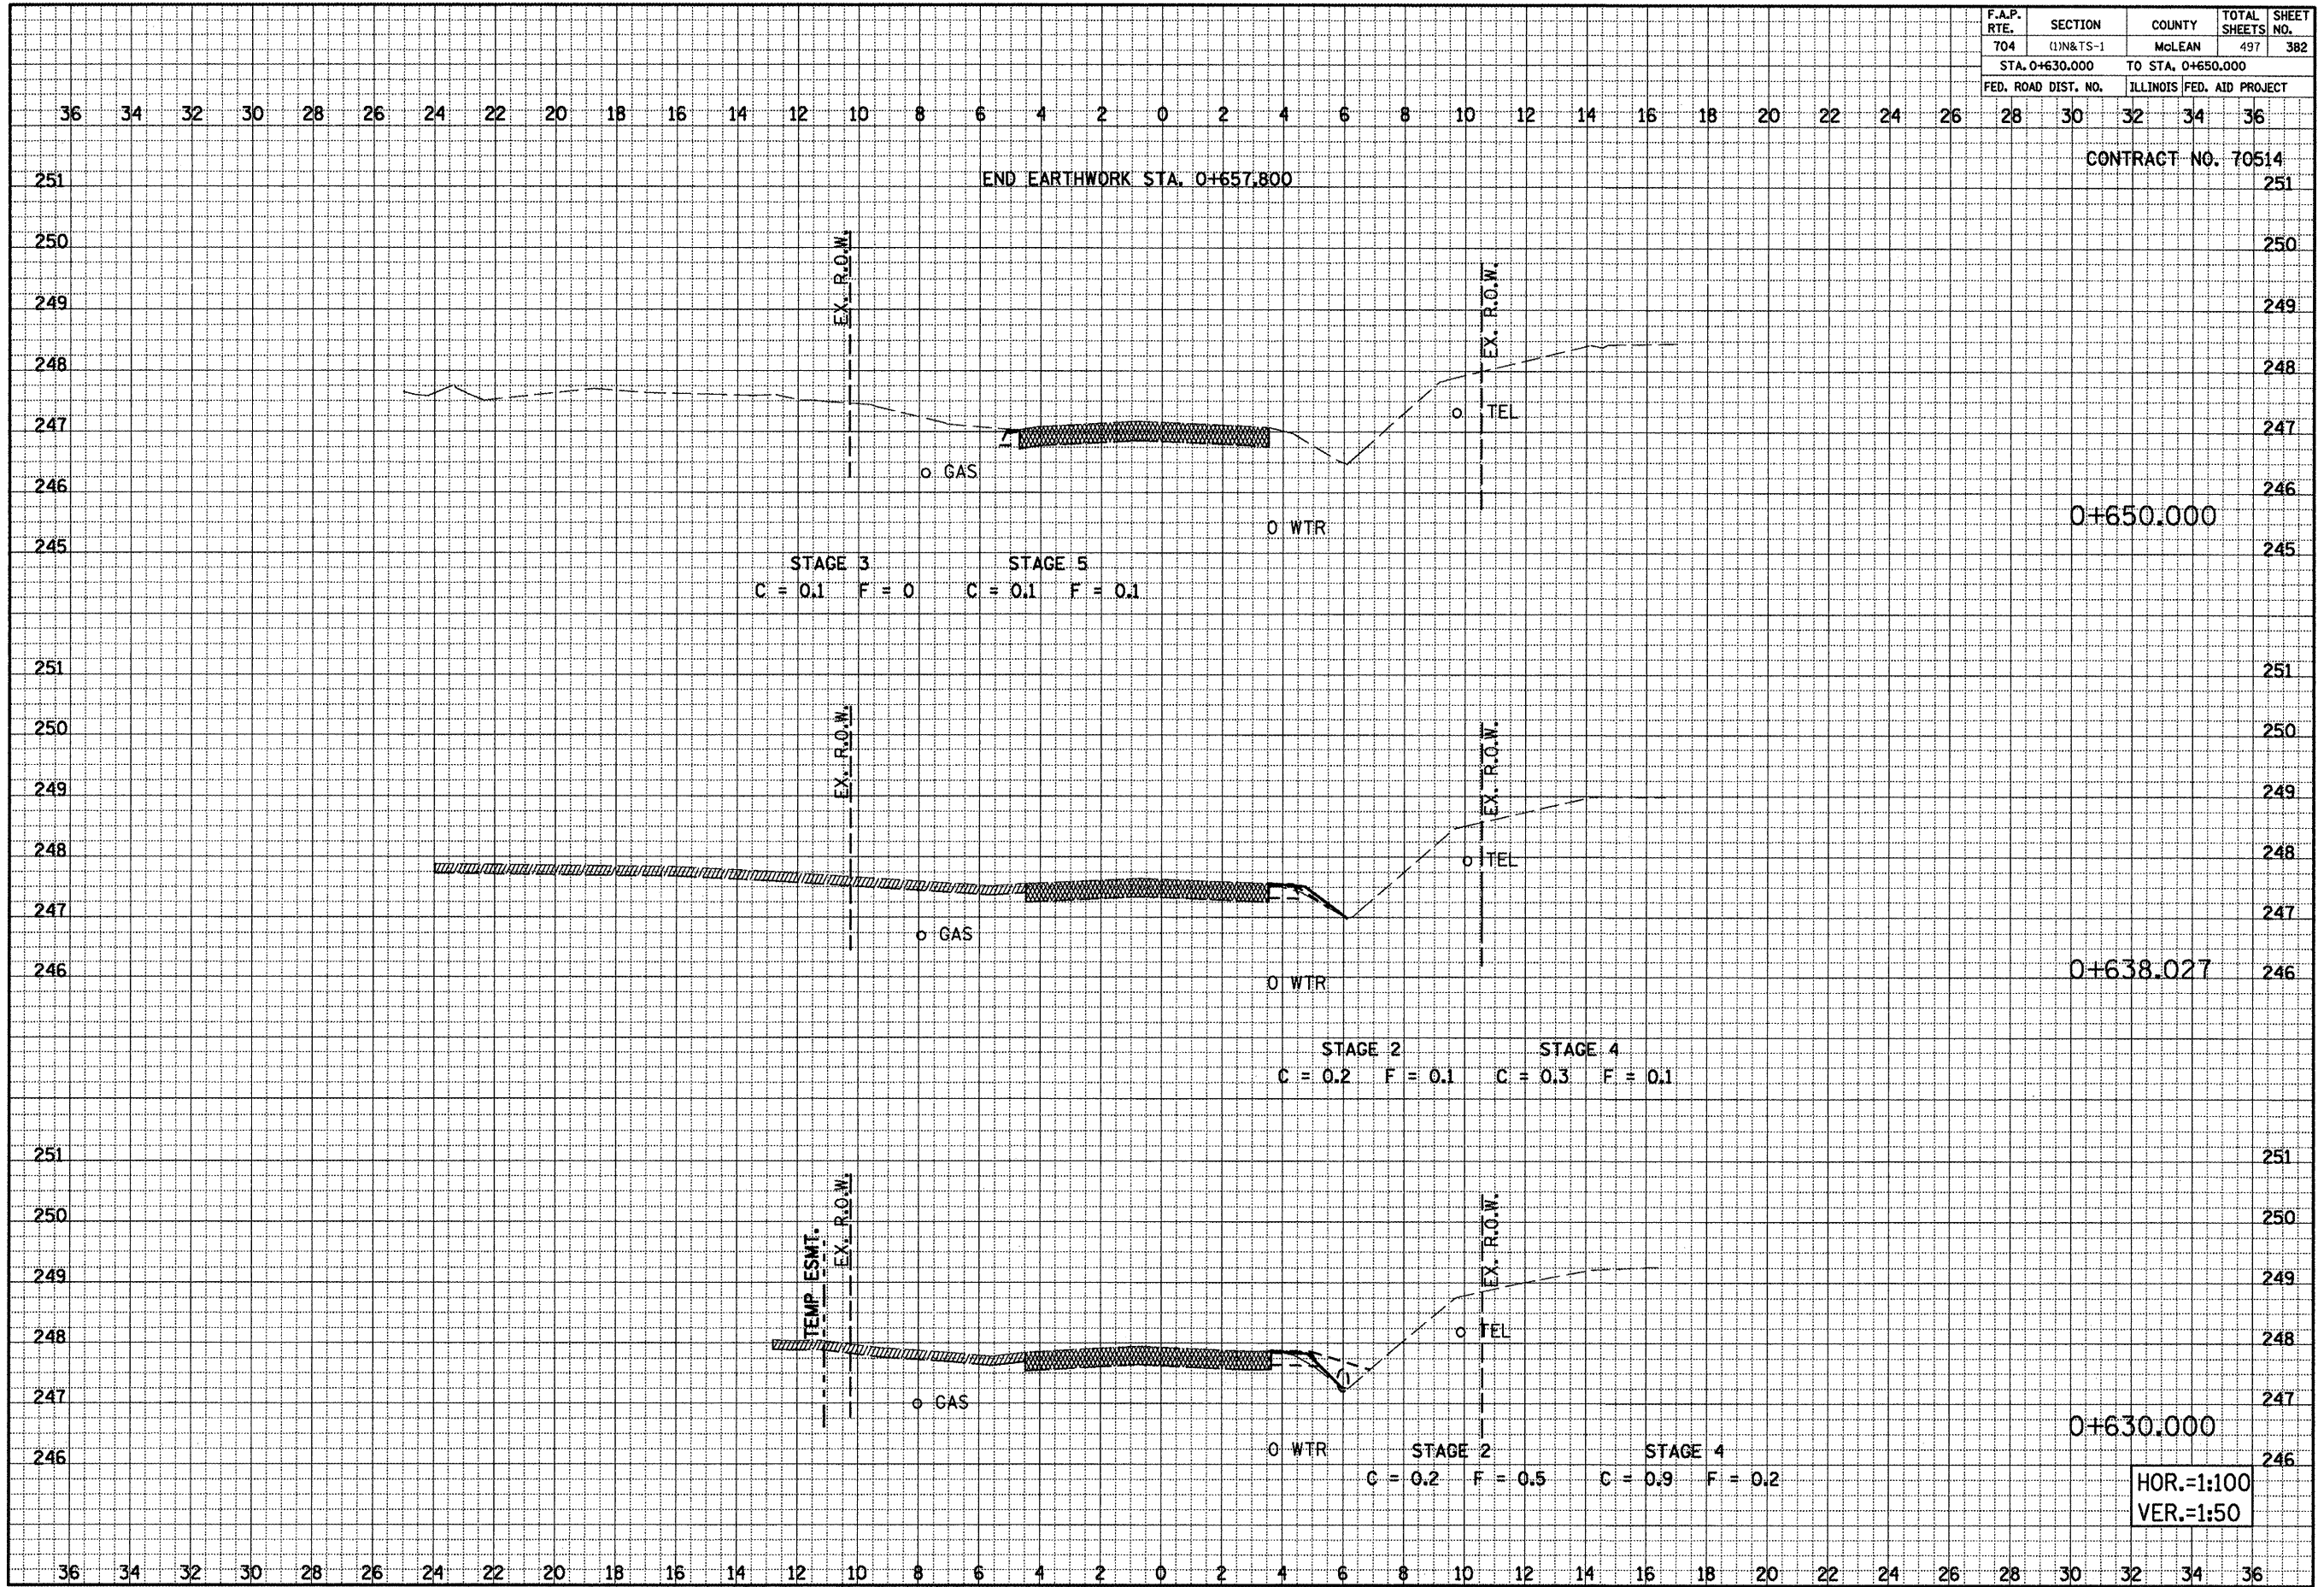 F.A.P. RTE. SECTION COUNTY TOTAL SHEETS SHEET NO.
704 (1)N&TS-1 McLEAN 497 382
STA. 0+630.000 TO STA. 0+650.000
FED. ROAD DIST. NO. ILLINOIS FED. AID PROJECT
36 34 32 30 28 26 24 22 20 18 16 14 12 10 8 6 4 2 0 2 4 6 8 10 12 14 16 18 20 22 24 26 28 30 32 34 36
CONTRACT NO. 70514
END EARTHWORK STA. 0+657.800
251 251
250 250
EX. R.O.W. EX. R.O.W.
249 249
248 248
TEL
247 247
GAS
246 246
0+650.000
WTR
245 245
STAGE 3 STAGE 5
C = 0.1 F = 0 C = 0.1 F = 0.1
251 251
250 250
EX. R.O.W. EX. R.O.W.
249 249
248 248
TEL
247 247
GAS
246 0+638.027 246
WTR
STAGE 2 STAGE 4
C = 0.2 F = 0.1 C = 0.3 F = 0.1
251 251
250 250
TEMP ESMT. EX. R.O.W. EX. R.O.W.
249 249
248 248
TEL
247 247
GAS
0+630.000
WTR STAGE 2 STAGE 4
246 246
C = 0.2 F = 0.5 C = 0.9 F = 0.2
HOR.=1:100
VER.=1:50
36 34 32 30 28 26 24 22 20 18 16 14 12 10 8 6 4 2 0 2 4 6 8 10 12 14 16 18 20 22 24 26 28 30 32 34 36